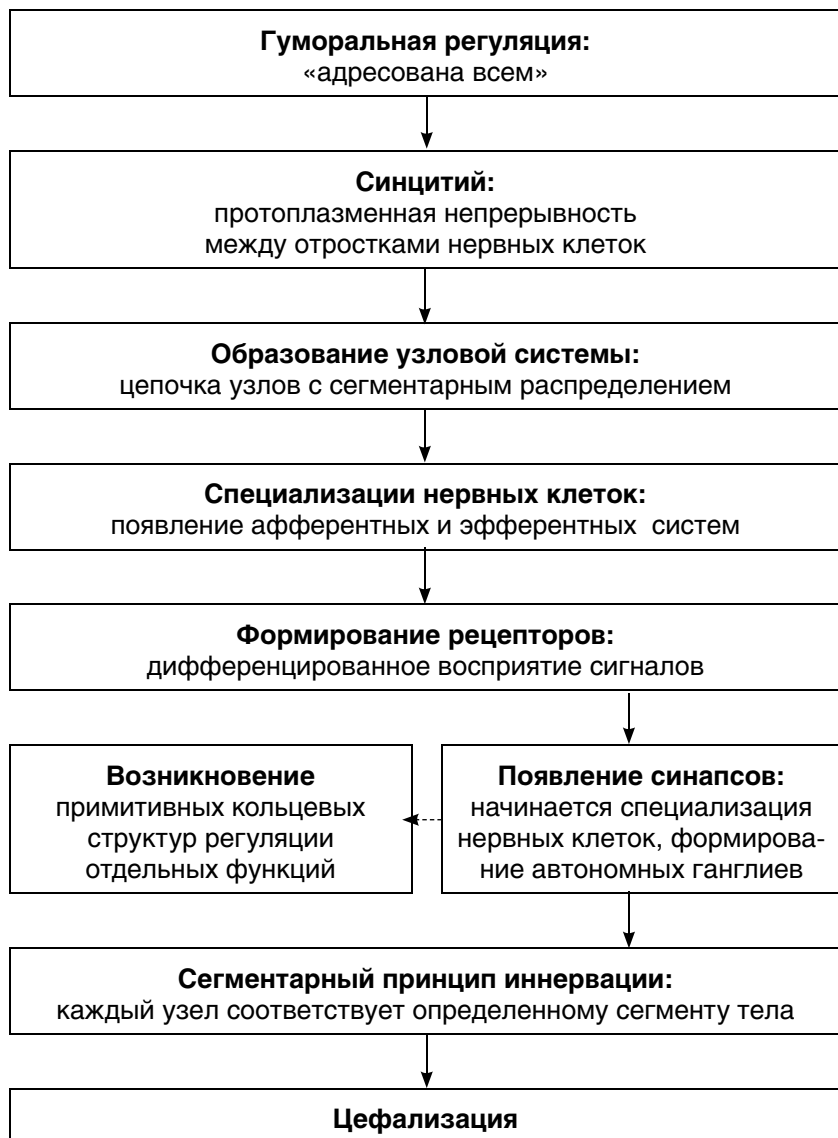 Гуморальная регуляция:
«адресована всем»
Синцитий:
протоплазменная непрерывность
между отростками нервных клеток
Образование узловой системы:
цепочка узлов с сегментарным распределением
Специализации нервных клеток:
появление афферентных и эфферентных систем
Формирование рецепторов:
дифференцированное восприятие сигналов
Возникновение
примитивных кольцевых
структур регуляции
отдельных функций
Появление синапсов:
начинается специализация
нервных клеток, формирова-
ние автономных ганглиев
Сегментарный принцип иннервации:
каждый узел соответствует определенному сегменту тела
Цефализация